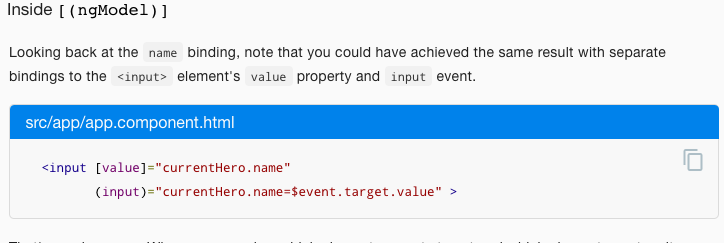 Inside [(ngModel)]
Looking back at the name binding, note that you could have achieved the same result with separate
bindings to the <input> element's value property and input event.
src/app/app.component.html
<input [value]="currentHero.name"
(input)="currentHero.name=$event.target.value" >